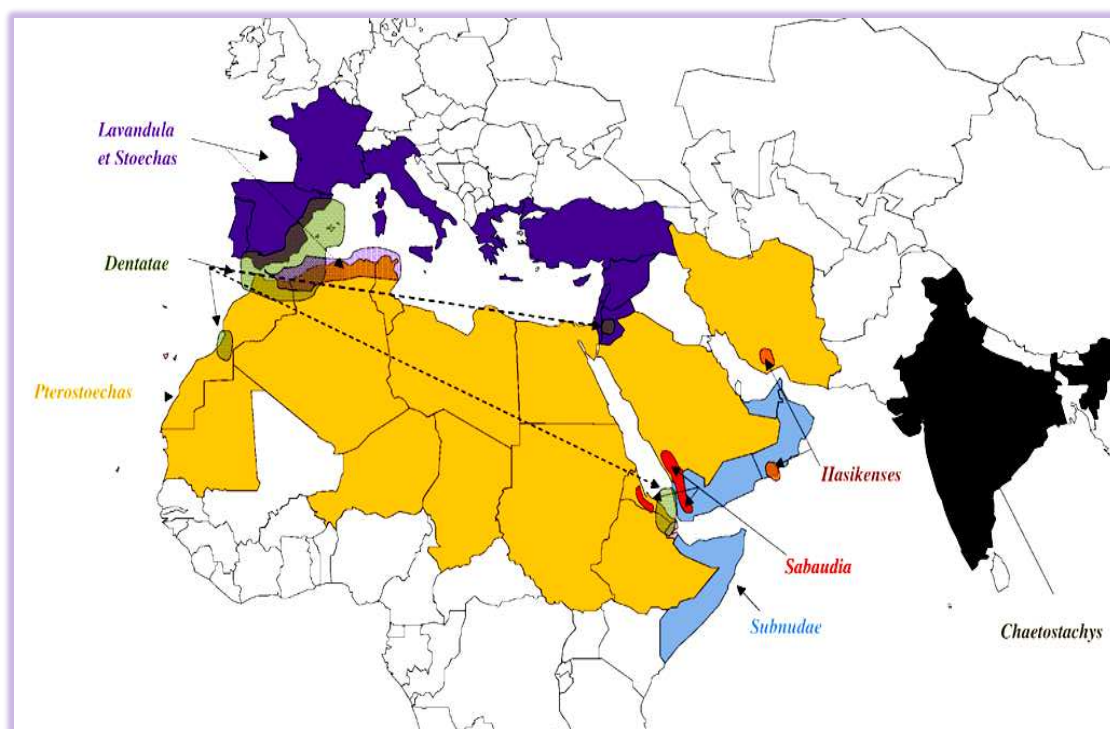 Lavandula
et Stoechas
Dentatae
Pterostoechas
Hasikenses
Sabaudia
Subnudae
Chaetostachys